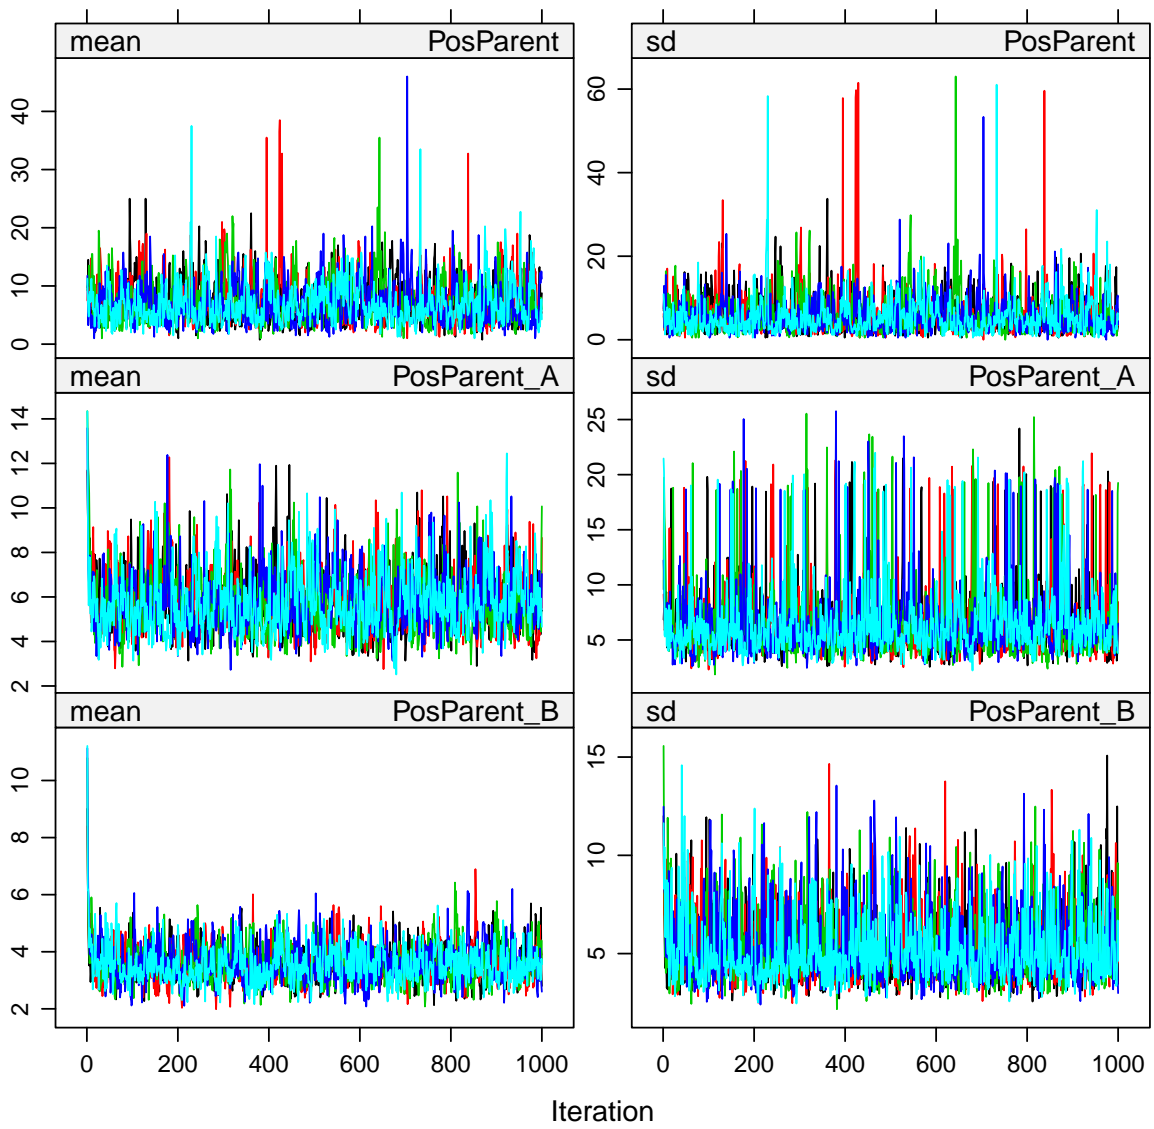 mean PosParent
sd PosParent
0 10 20 30 40
0 20 40 60
mean PosParent_A
sd PosParent_A
2 4 6 8 10 12 14
5 10 15 20 25
mean PosParent_B
sd PosParent_B
2 4 6 8 10
5 10 15
0 200 400 600 800 1000
0 200 400 600 800 1000
Iteration